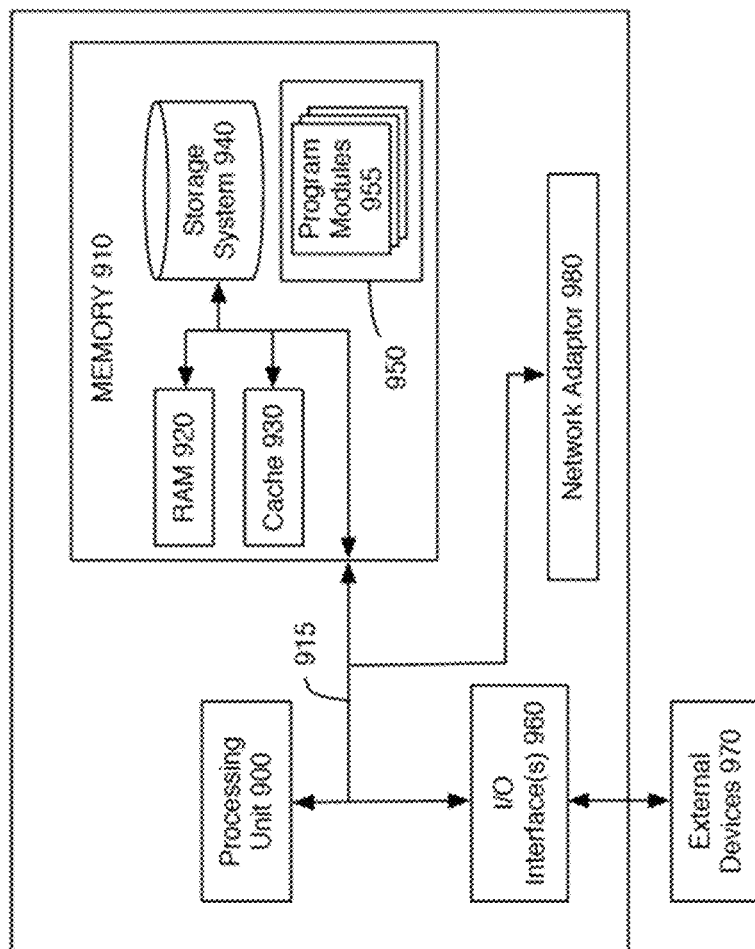 MEMORY 910
RAM 920
Cache 930
Storage
System 940
Program
Modules
955
950
915
Processing
Unit 900
I/O
Interface(s) 960
Network Adaptor 980
External
Devices 970